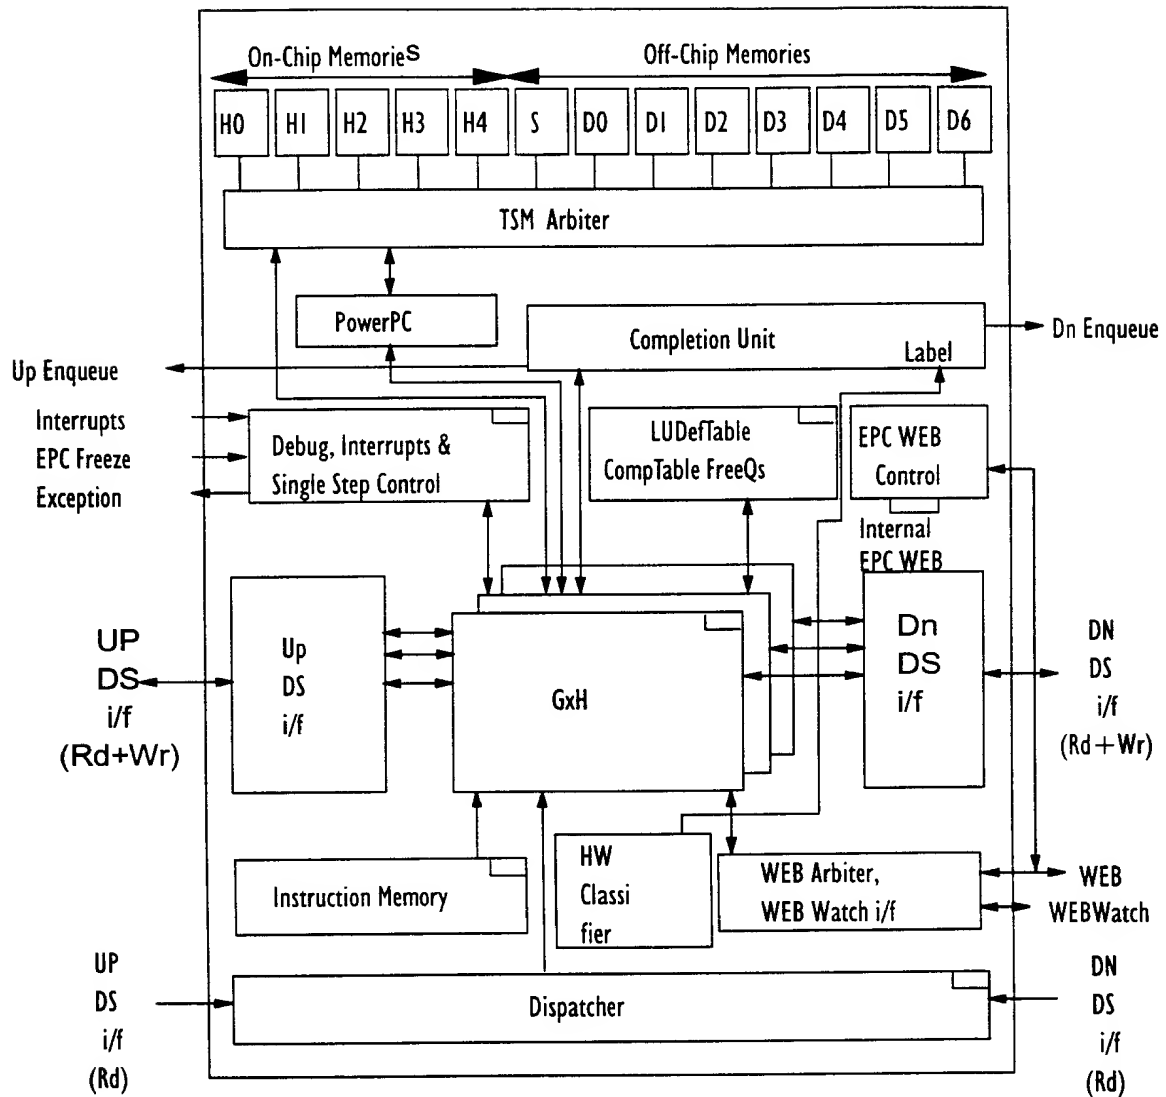 On-Chip Memories
Off-Chip Memories
H0 H1 H2 H3 H4 S D0 D1 D2 D3 D4 D5 D6
TSM Arbiter
PowerPC
Completion Unit
Label
Dn Enqueue
Up Enqueue
Interrupts
EPC Freeze
Exception
Debug, Interrupts &
Single Step Control
LUDefTable
CompTable FreeQs
EPC WEB
Control
Internal
EPC WEB
UP
DS
i/f
(Rd+Wr)
Up
DS
i/f
GxH
Dn
DS
i/f
DN
DS
i/f
(Rd+Wr)
Instruction Memory
HW
Classi
fier
WEB Arbiter,
WEB Watch i/f
WEB
WEBWatch
UP
DS
i/f
(Rd)
Dispatcher
DN
DS
i/f
(Rd)